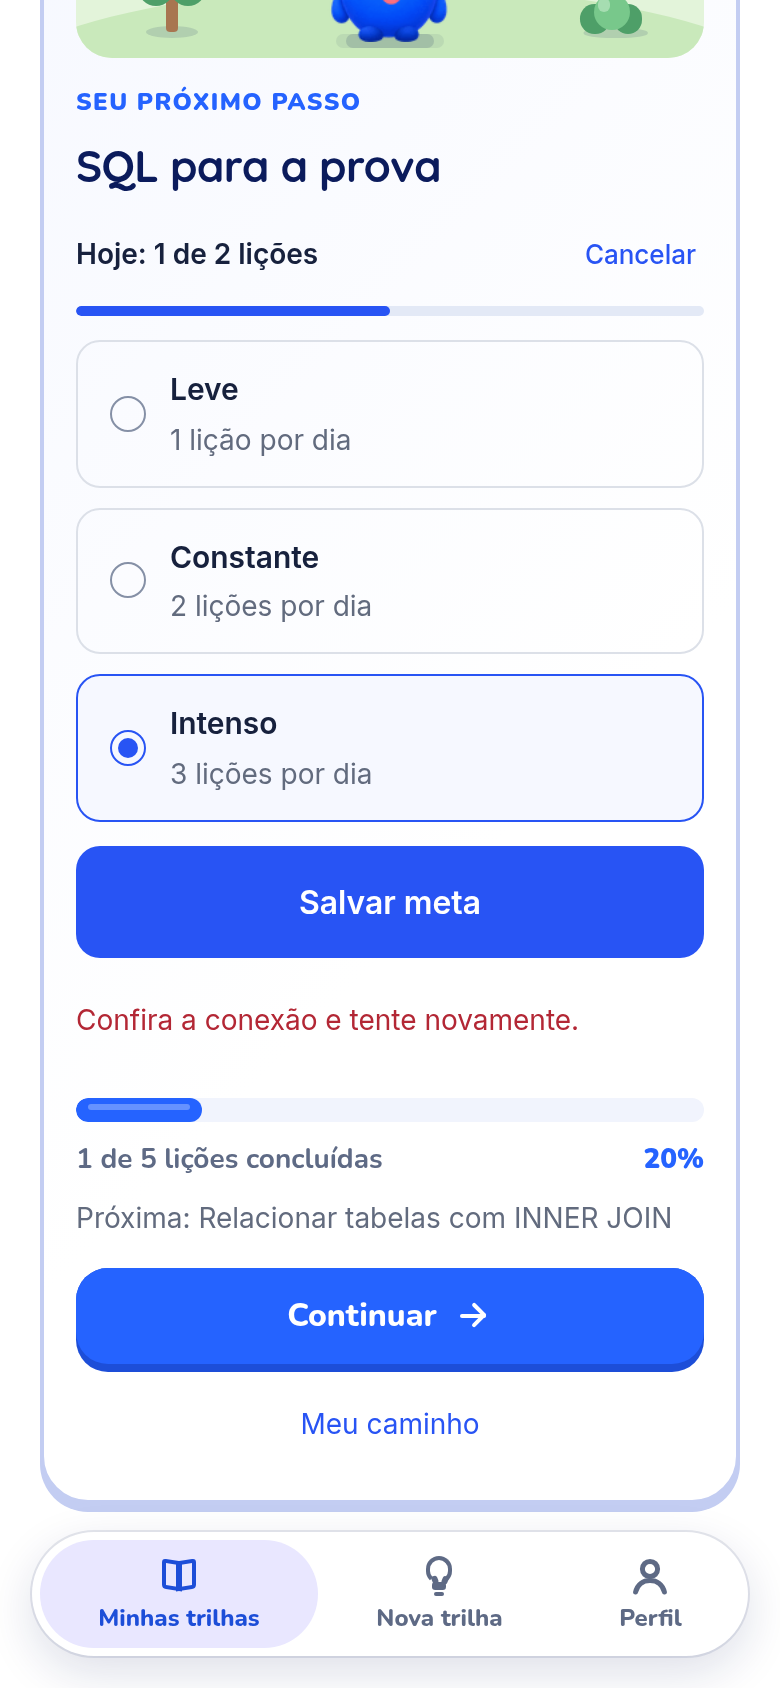 SEU PRÓXIMO PASSO
SQL para a prova
Hoje: 1 de 2 lições
Cancelar
Leve
1 lição por dia
Constante
2 lições por dia
Intenso
3 lições por dia
Salvar meta
Confira a conexão e tente novamente.
1 de 5 lições concluídas
20%
Próxima: Relacionar tabelas com INNER JOIN
Continuar →
Meu caminho
Minhas trilhas
Nova trilha
Perfil